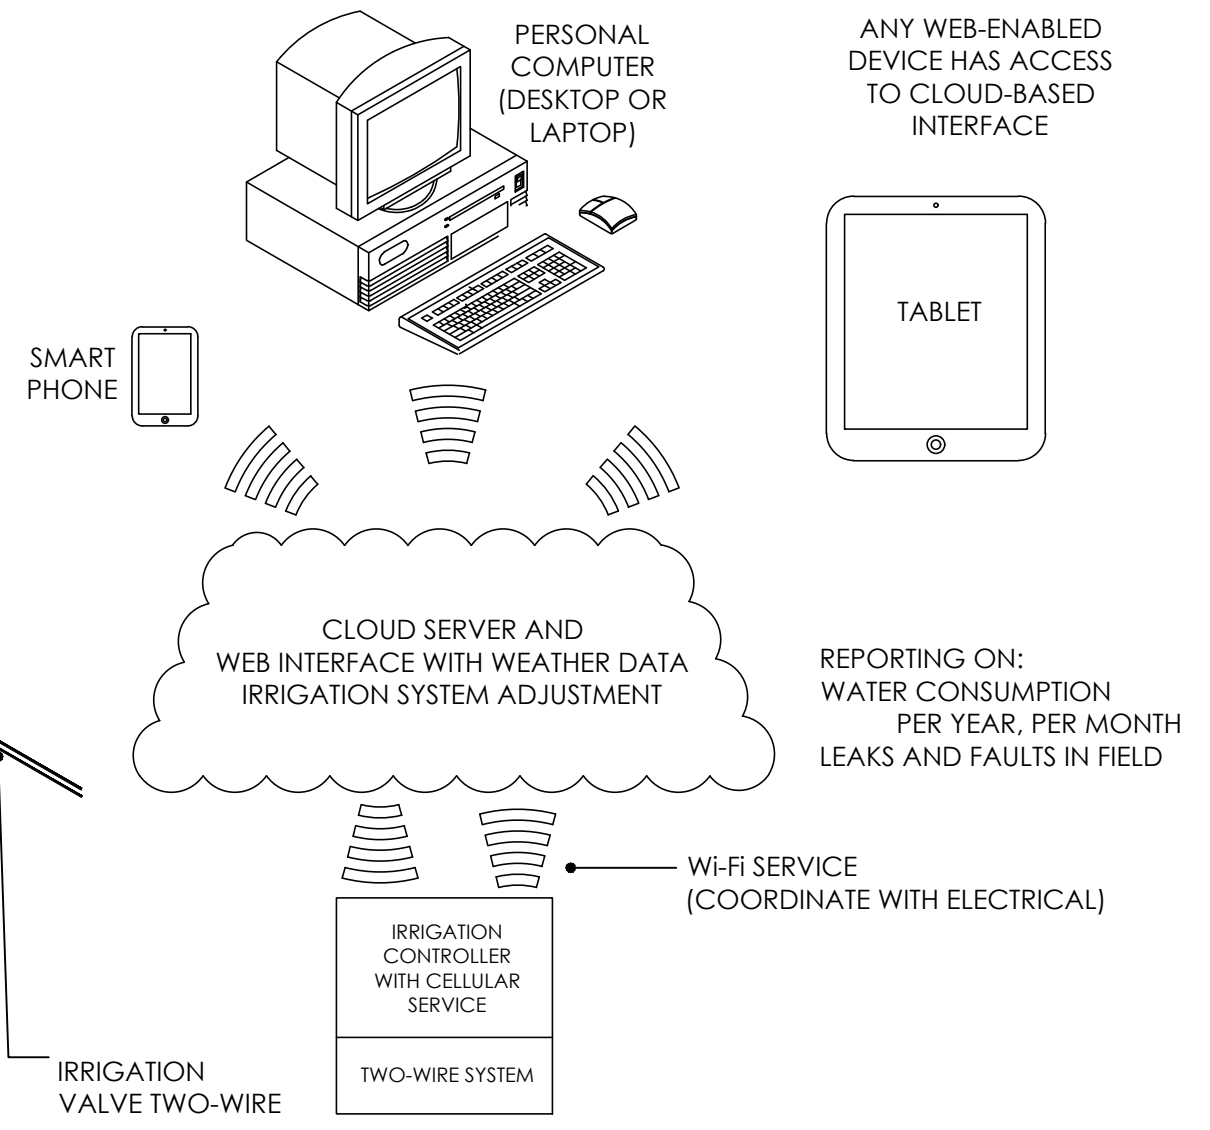 PERSONAL
COMPUTER
(DESKTOP OR
LAPTOP)
ANY WEB-ENABLED
DEVICE HAS ACCESS
TO CLOUD-BASED
INTERFACE
TABLET
SMART
PHONE
CLOUD SERVER AND
WEB INTERFACE WITH WEATHER DATA
IRRIGATION SYSTEM ADJUSTMENT
REPORTING ON:
WATER CONSUMPTION
PER YEAR, PER MONTH
LEAKS AND FAULTS IN FIELD
Wi-Fi SERVICE
(COORDINATE WITH ELECTRICAL)
IRRIGATION
CONTROLLER
WITH CELLULAR
SERVICE
TWO-WIRE SYSTEM
IRRIGATION
VALVE TWO-WIRE